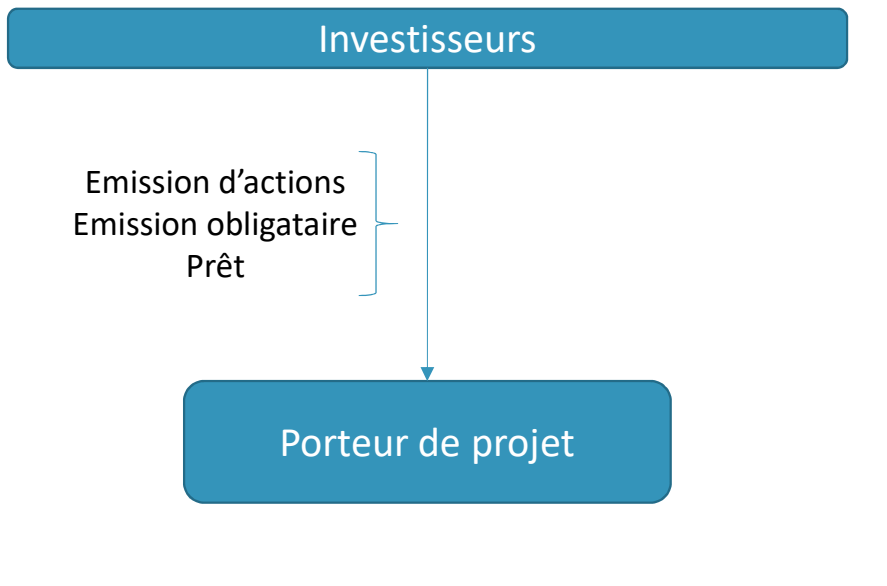 Investisseurs
Emission d’actions
Emission obligataire
Prêt
Porteur de projet